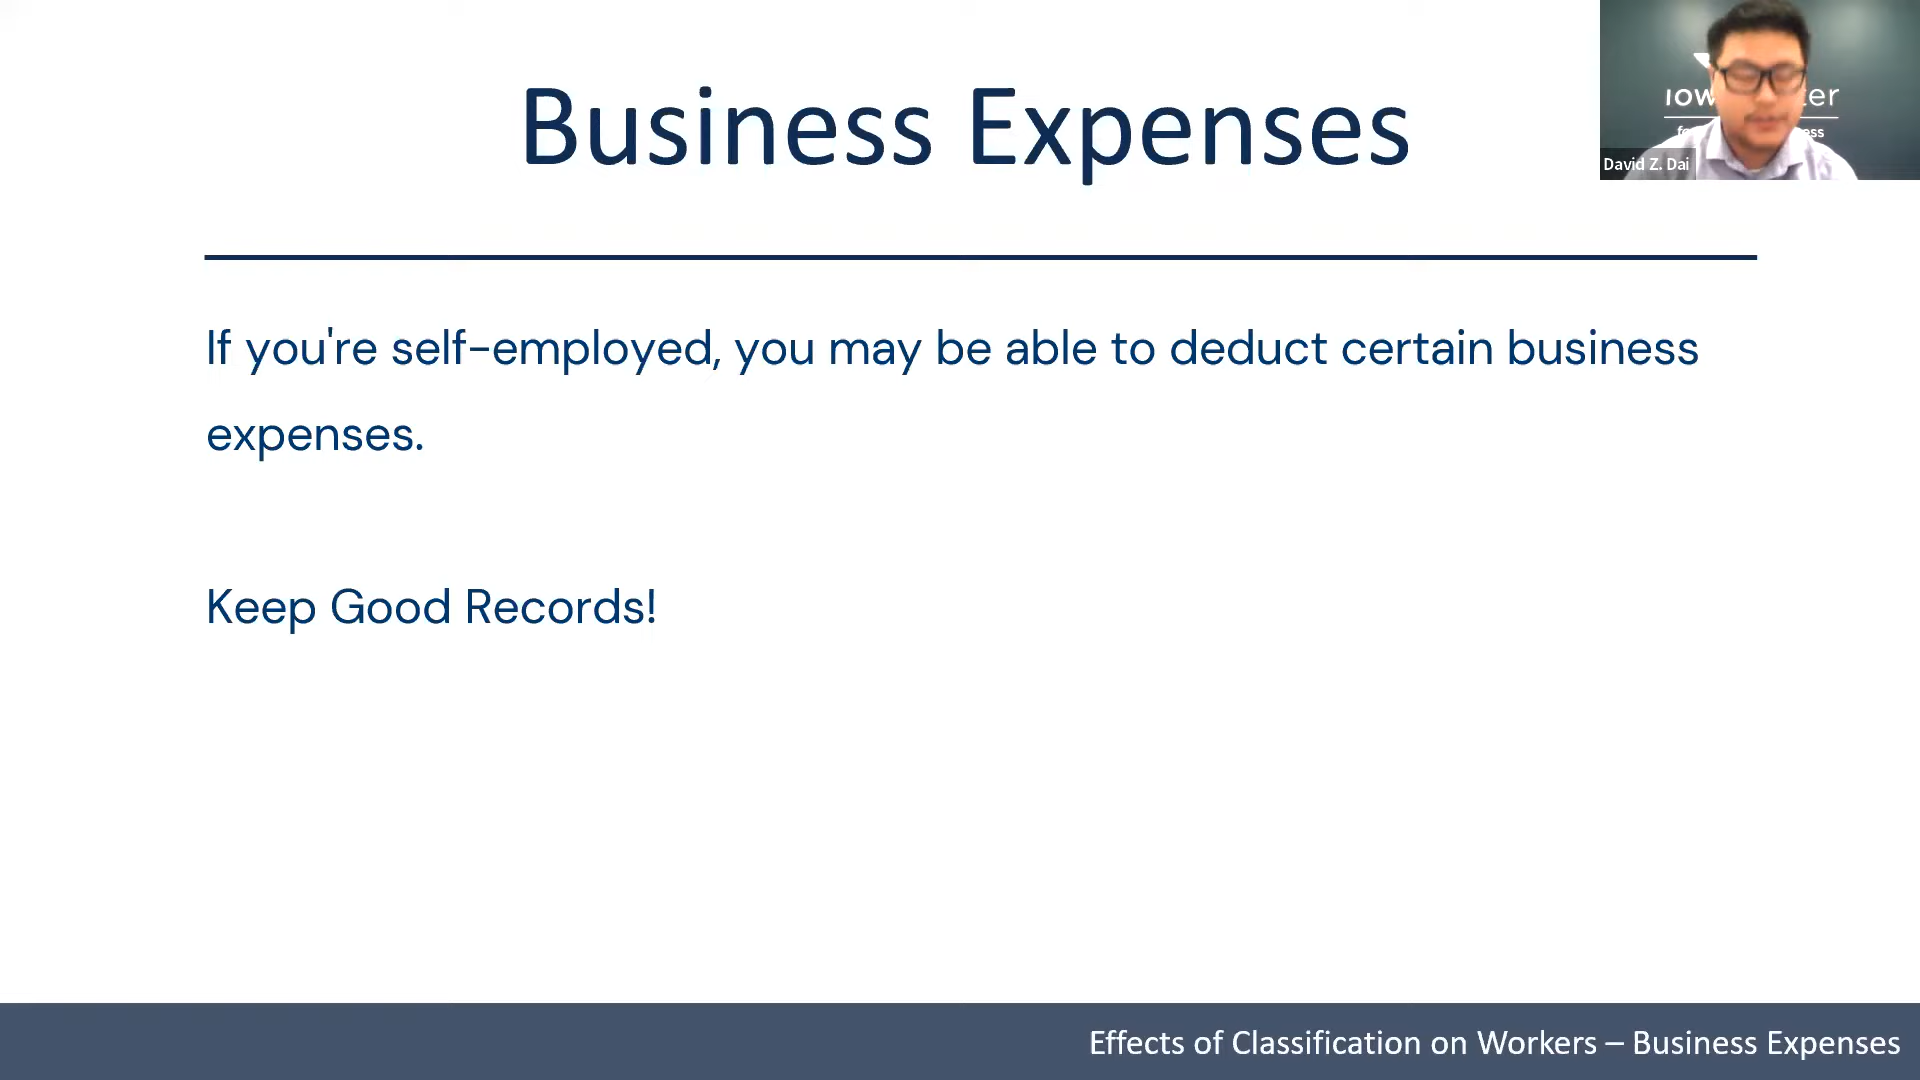 Business Expenses
David Z. Dai
If you're self-employed, you may be able to deduct certain business
expenses.
Keep Good Records!
Effects of Classification on Workers – Business Expenses